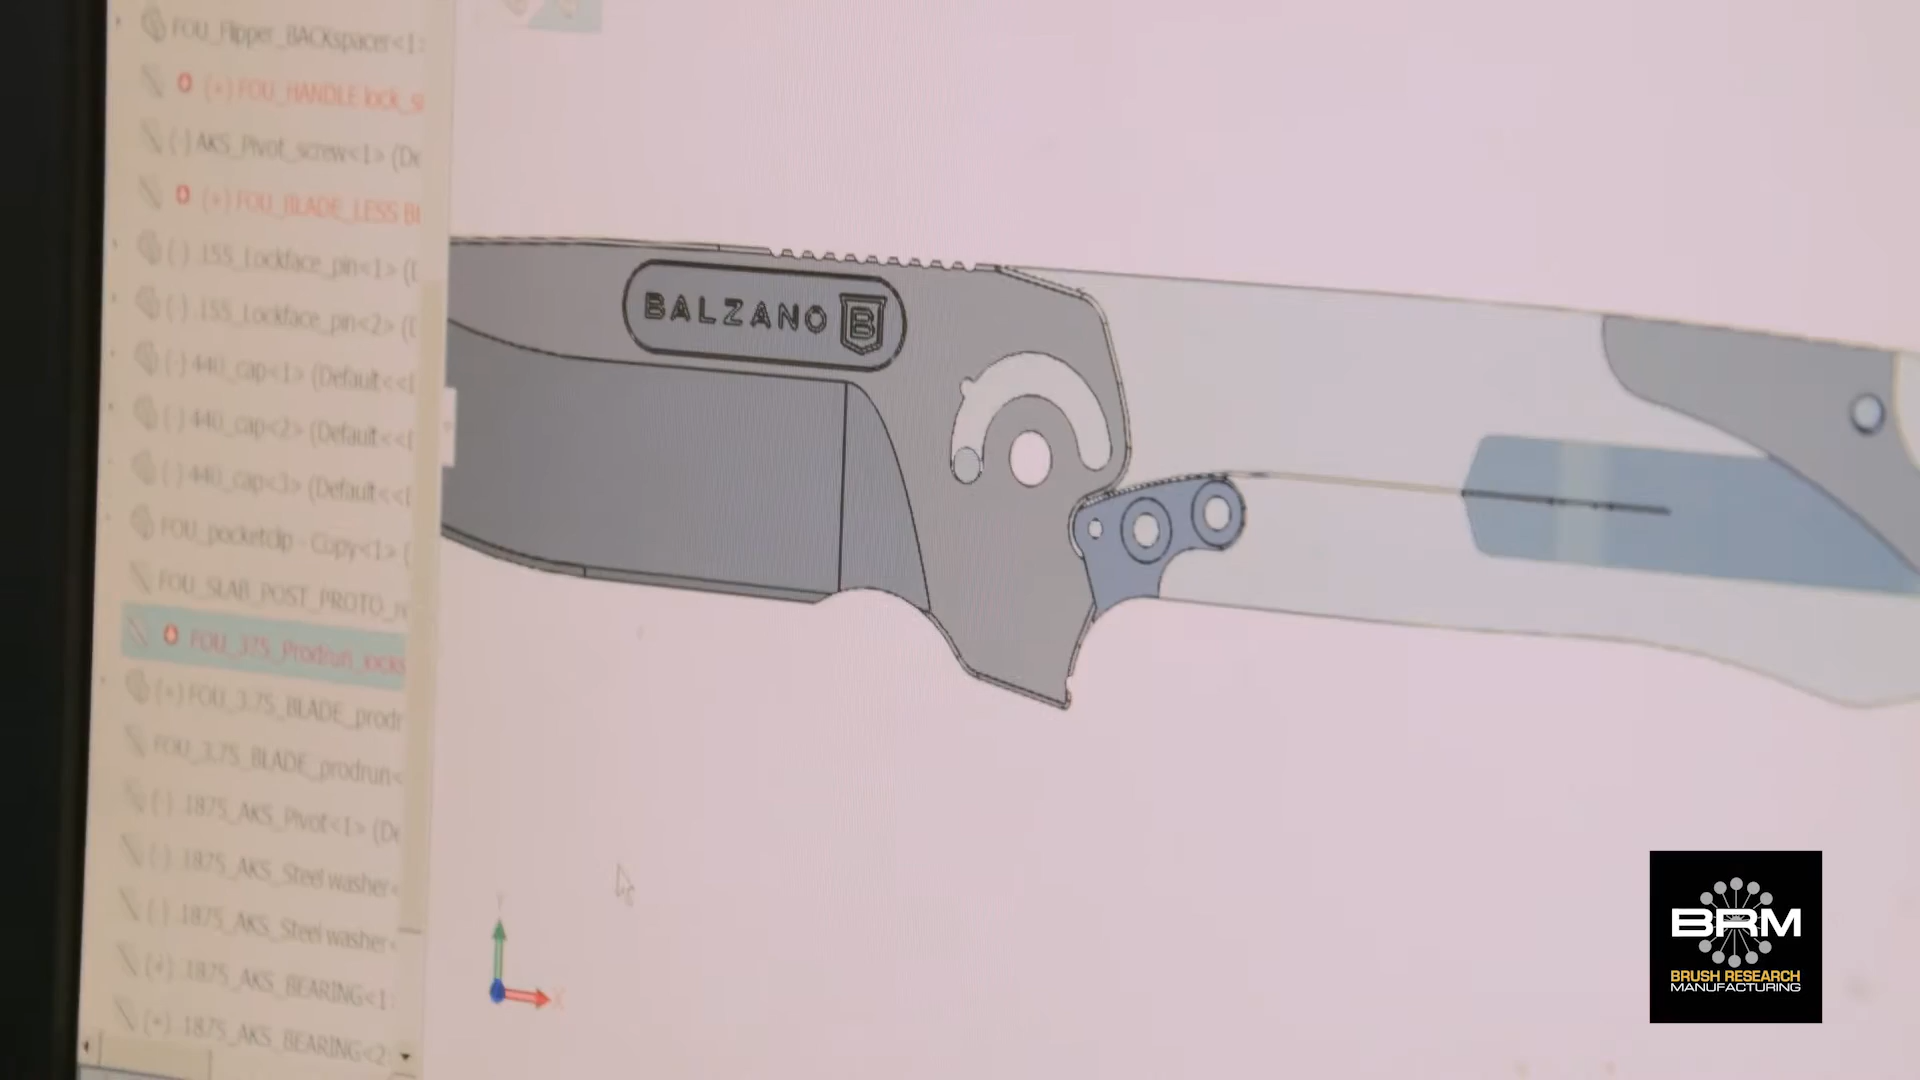 FOU_Flipper_BACKspacer<1>
(+) FOU_HANDLE lock_s
(-) AKS_Pivot_screw<1> (De
(+) FOU_BLADE_LESS BE
(-) .155_Lockface_pin<1> (
(-) .155_Lockface_pin<2> (
(-) 440_cap<1> (Default<<
(-) 440_cap<2> (Default<<
(-) 440_cap<3> (Default<<
FOU_pocketclip - Copy<1> (
FOU_SLAB_POST_PROTO_
FOU_375_Prodrun_locks
(+) FOU_3.75_BLADE_prodr
FOU_3.75_BLADE_prodrun<
(-) .1875_AKS_Pivot<1> (De
(-) .1875_AKS_Steel washer<
(-) .1875_AKS_Steel washer<
(+) .1875_AKS_BEARING<1
(+) .1875_AKS_BEARING<2
BALZANO B
Y
X
BRM
BRUSH RESEARCH
MANUFACTURING